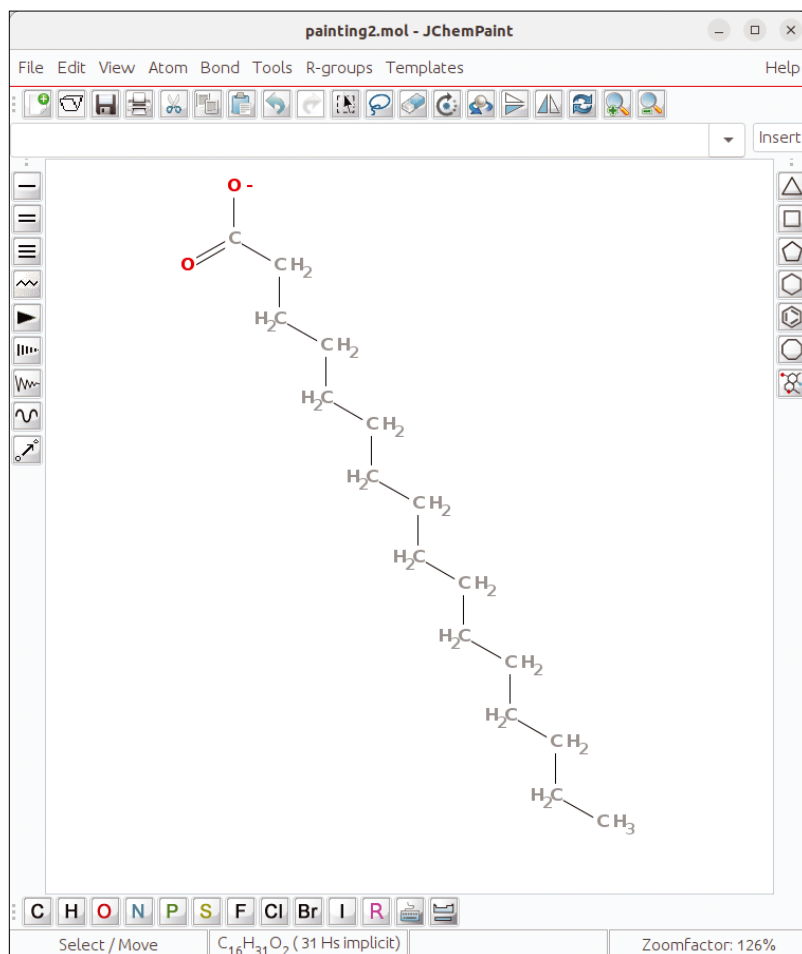 painting2.mol - JChemPaint
File Edit View Atom Bond Tools R-groups Templates Help
Insert
O -
C
O CH2
H2C
CH2
H2C
CH2
H2C
CH2
H2C
CH2
H2C
CH2
H2C
CH2
H2C
CH3
C H O N P S F Cl Br I R
Select / Move C16H31O2 ( 31 Hs implicit) Zoomfactor: 126%